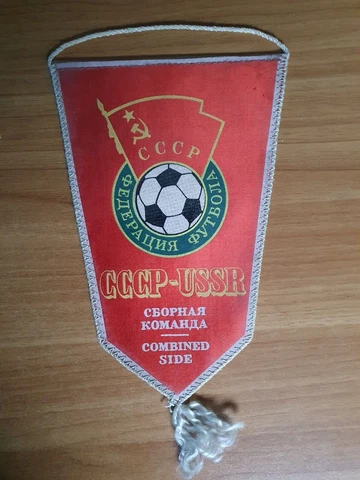 СССР
ФЕДЕРАЦИЯ ФУТБОЛА
СССР-USSR
СБОРНАЯ
КОМАНДА
COMBINED
SIDE